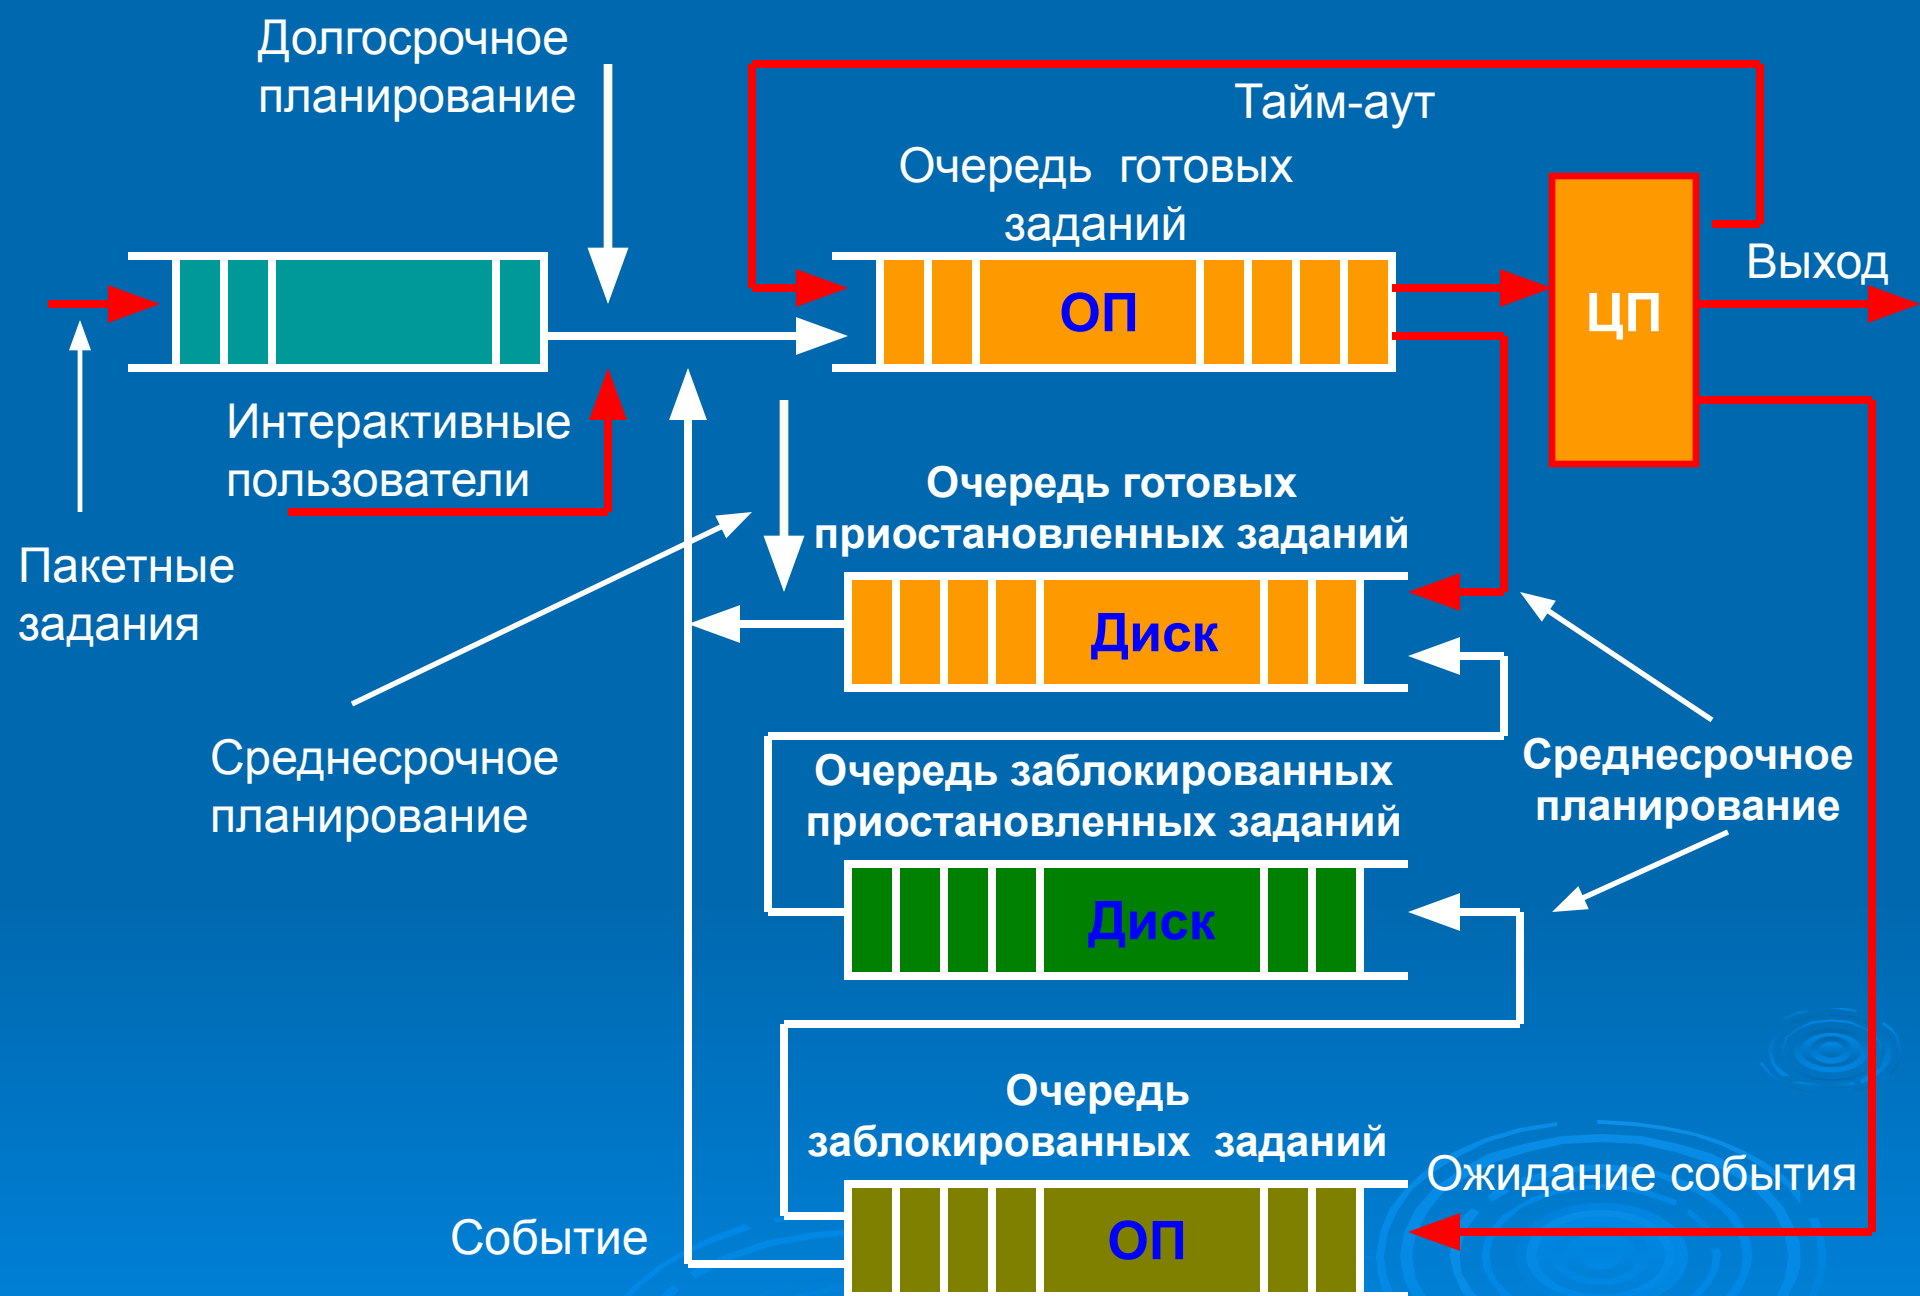 Долгосрочное
планирование
Тайм-аут
Очередь готовых
заданий
Выход
ОП
ЦП
Интерактивные
пользователи
Очередь готовых
приостановленных заданий
Пакетные
задания
Диск
Среднесрочное
планирование
Среднесрочное
планирование
Очередь заблокированных
приостановленных заданий
Диск
Очередь
заблокированных заданий
Ожидание события
Событие
ОП